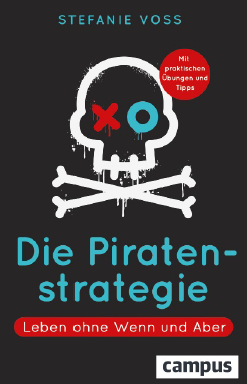 STEFANIE VOSS
Mit
praktischen
Übungen und
Tipps
Die Piraten-
strategie
Leben ohne Wenn und Aber
campus